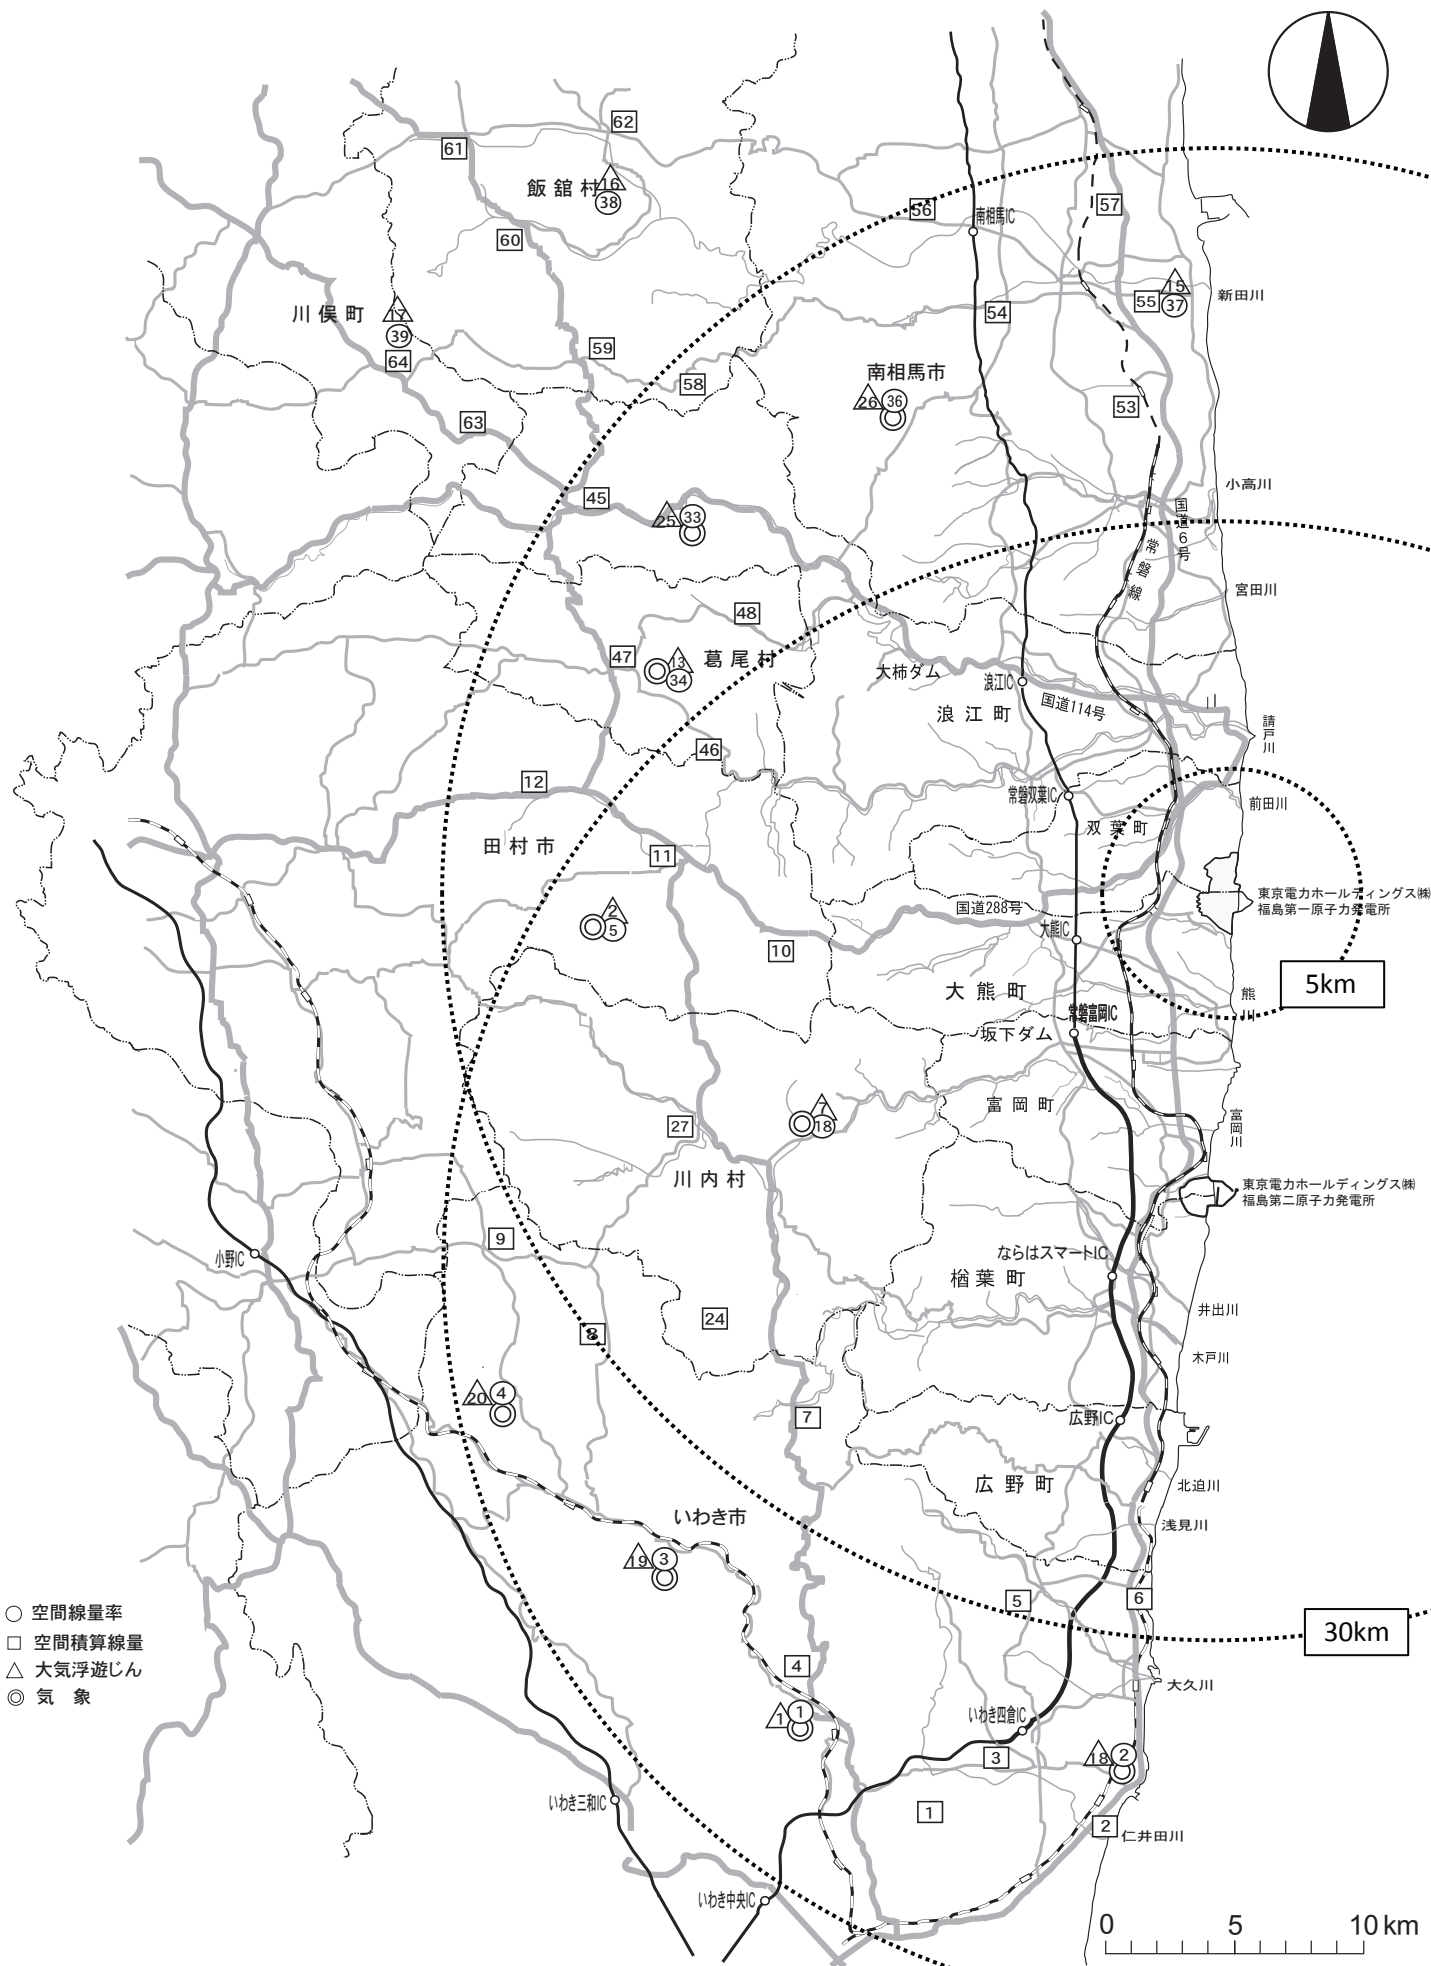 62
61
飯舘村
16
38
56
57
南相馬IC
60
15
55
37
新田川
川俣町
17
39
54
59
64
58
南相馬市
26
36
53
63
小高川
45
25
33
国道6号
常磐線
宮田川
48
47
13
34
葛尾村
大柿ダム
浪江IC
国道114号
浪江町
川
請戸川
46
12
常磐双葉IC
前田川
双葉町
田村市
11
東京電力ホールディングス㈱
福島第一原子力発電所
2
5
国道288号
大熊IC
10
5km
大熊町
熊川
常磐富岡IC
坂下ダム
富岡町
7
18
富岡川
27
川内村
東京電力ホールディングス㈱
福島第二原子力発電所
9
小野IC
ならはスマートIC
楢葉町
井出川
24
8
木戸川
20
4
7
広野IC
広野町
北迫川
いわき市
浅見川
19
3
5
6
○ 空間線量率
□ 空間積算線量
△ 大気浮遊じん
◎ 気象
30km
4
大久川
1
1
いわき四倉IC
3
18
2
いわき三和IC
1
2
仁井田川
いわき中央IC
0 5 10km